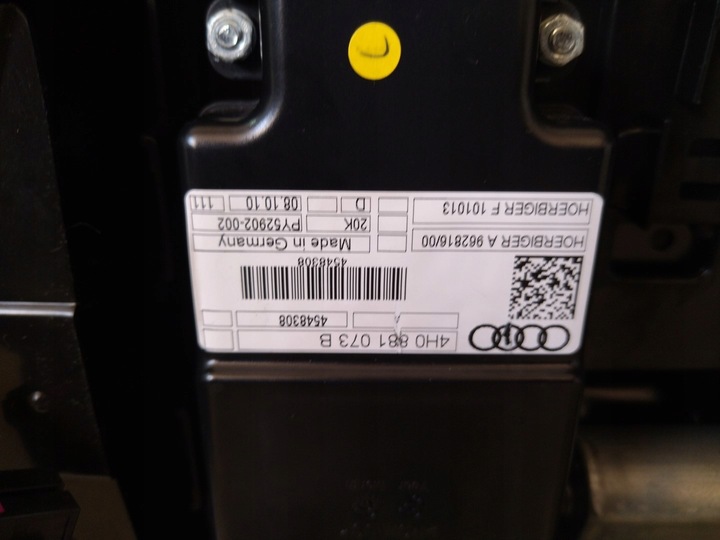 4H0 881 073 B
4548308
4548308
HOERBIGER A 962816/00 Made in Germany
20K PY52902-002
HOERBIGER F 101013 D 08.10.10 111